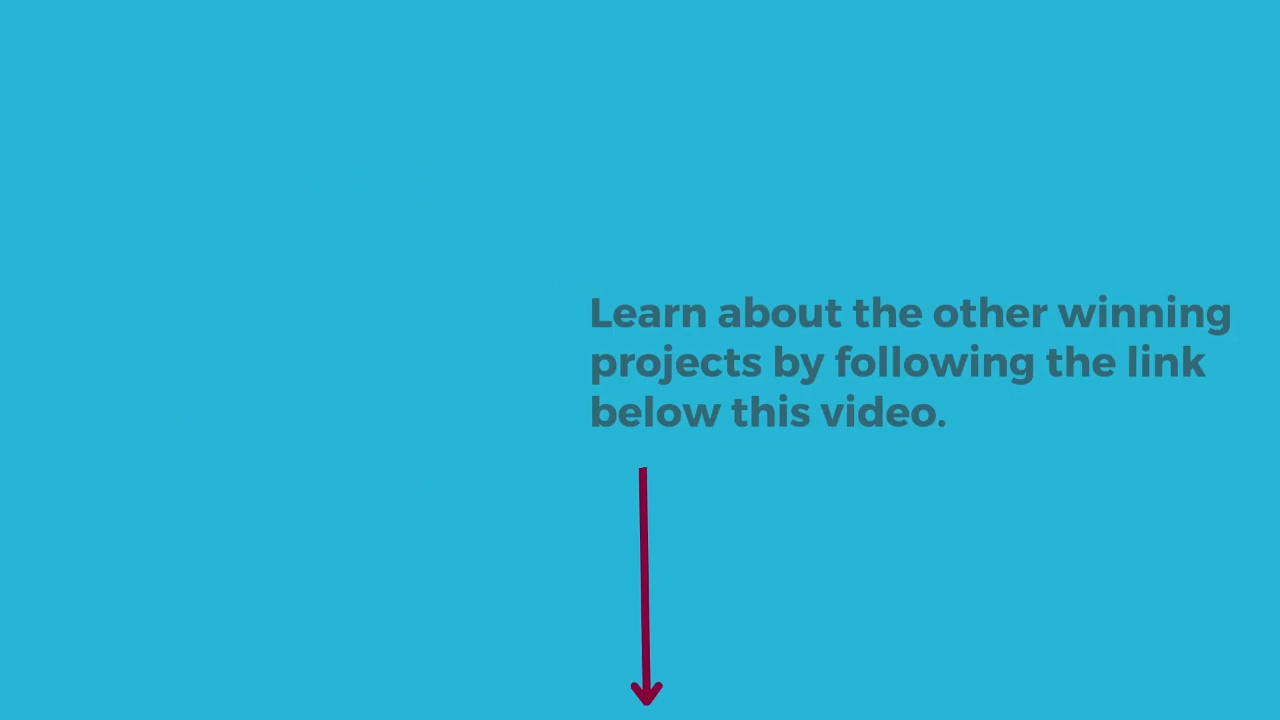 Learn about the other winning
projects by following the link
below this video.